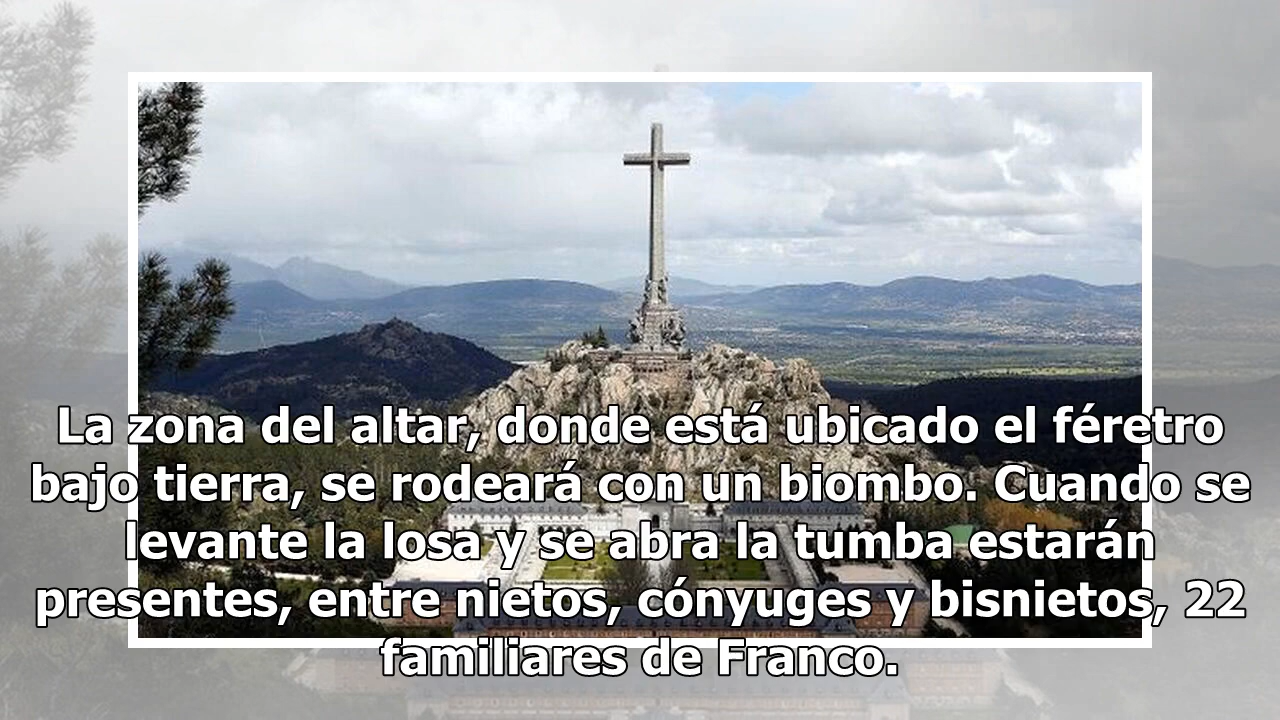 La zona del altar, donde está ubicado el féretro
bajo tierra, se rodeará con un biombo. Cuando se
levante la losa y se abra la tumba estarán
presentes, entre nietos, cónyuges y bisnietos, 22
familiares de Franco.